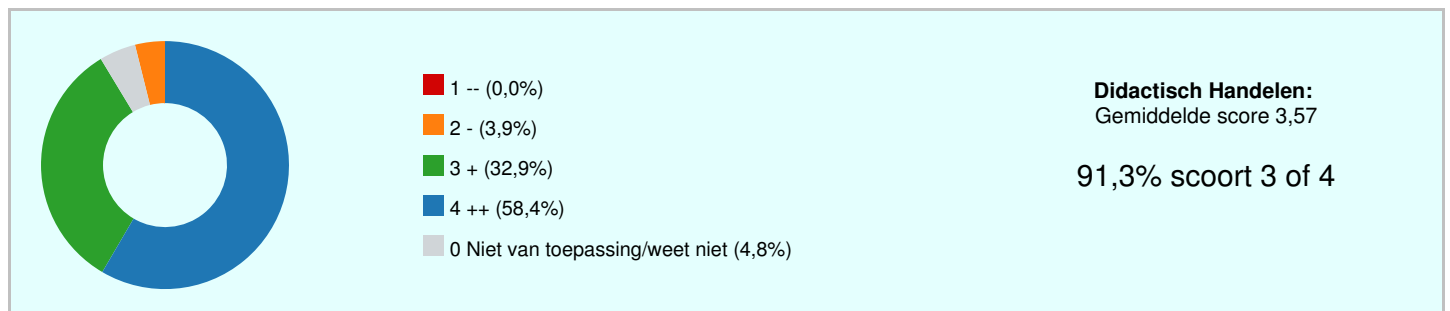 1 -- (0,0%)
2 - (3,9%)
3 + (32,9%)
4 ++ (58,4%)
0 Niet van toepassing/weet niet (4,8%)
Didactisch Handelen:
Gemiddelde score 3,57
91,3% scoort 3 of 4